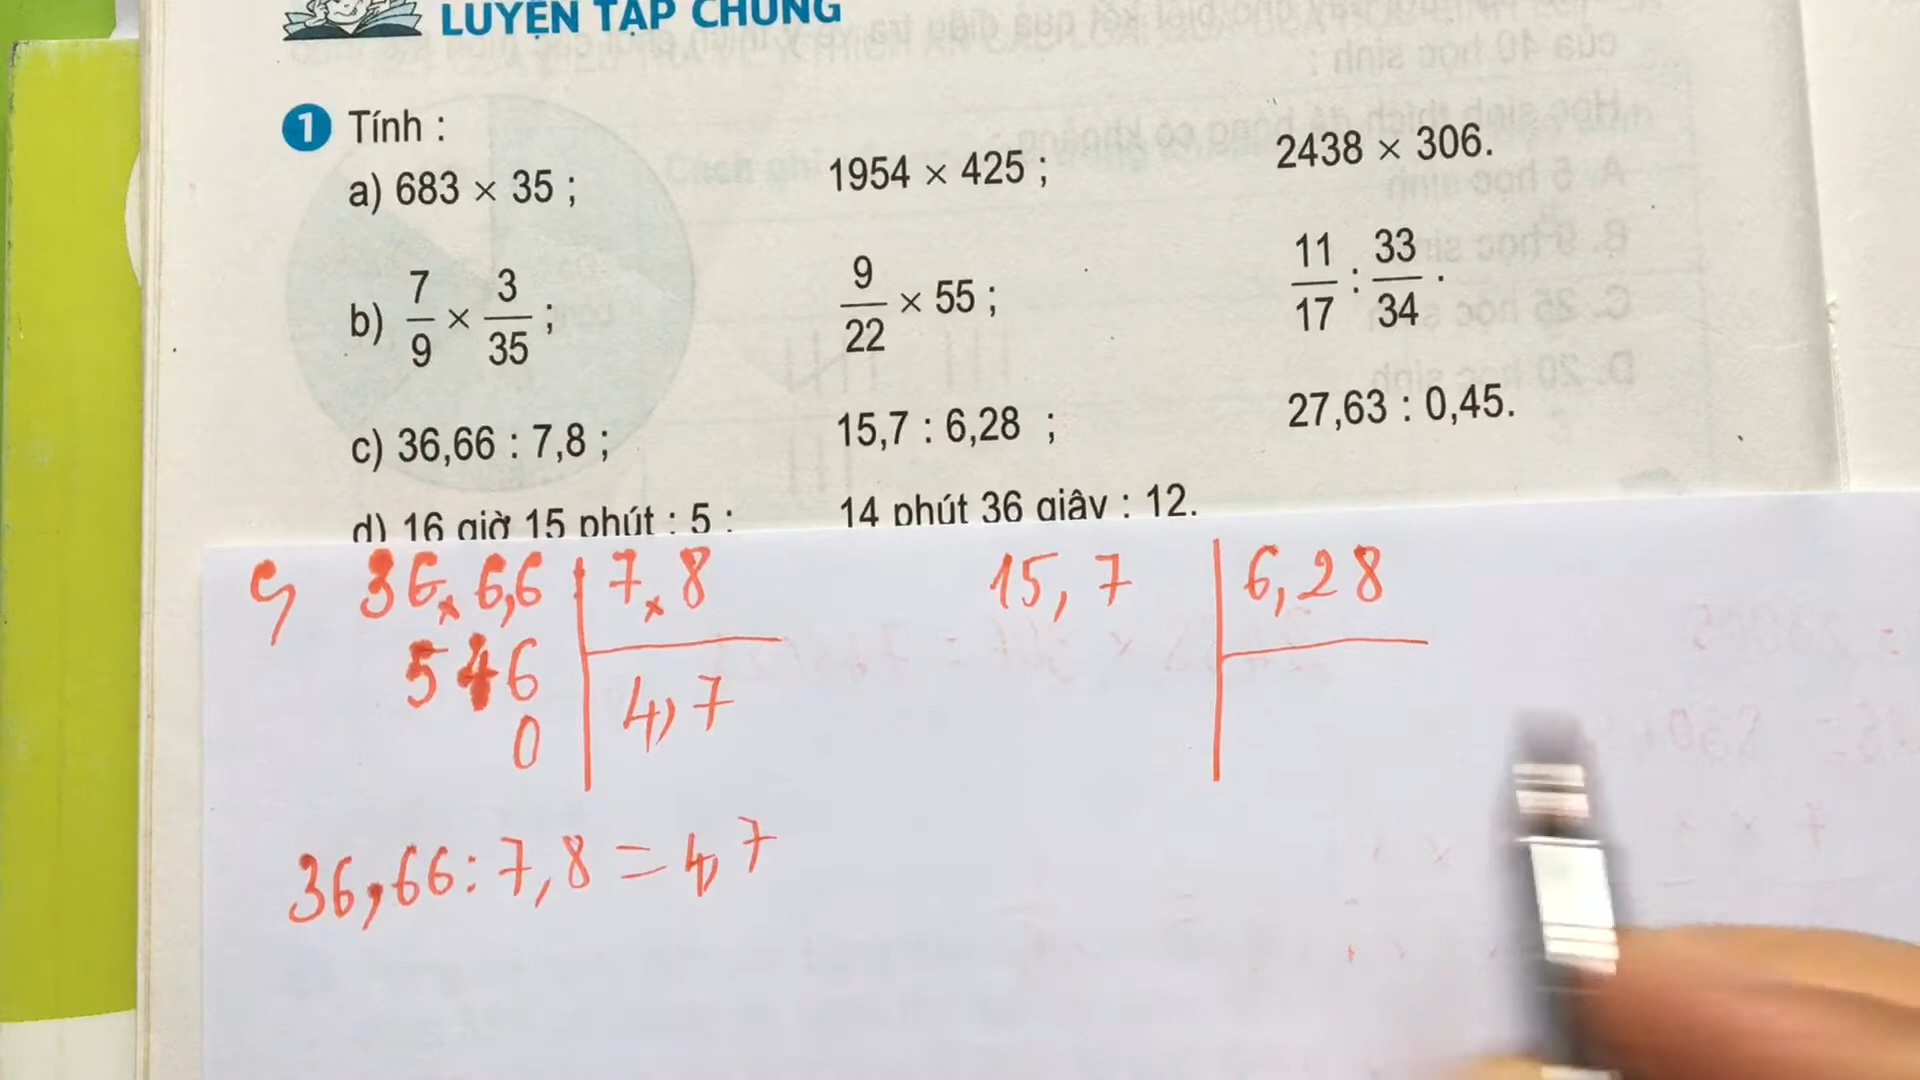 LUYỆN TẬP CHUNG
1 Tính :
a) 683 × 35 ; 1954 × 425 ; 2438 × 306.
b) 7/9 × 3/35 ; 9/22 × 55 ; 11/17 : 33/34 .
c) 36,66 : 7,8 ; 15,7 : 6,28 ; 27,63 : 0,45.
d) 16 giờ 15 phút : 5 ; 14 phút 36 giây : 12.
c) 36,6,6 7,8 15,7 6,28
546
4,7
0
36,66 : 7,8 = 4,7